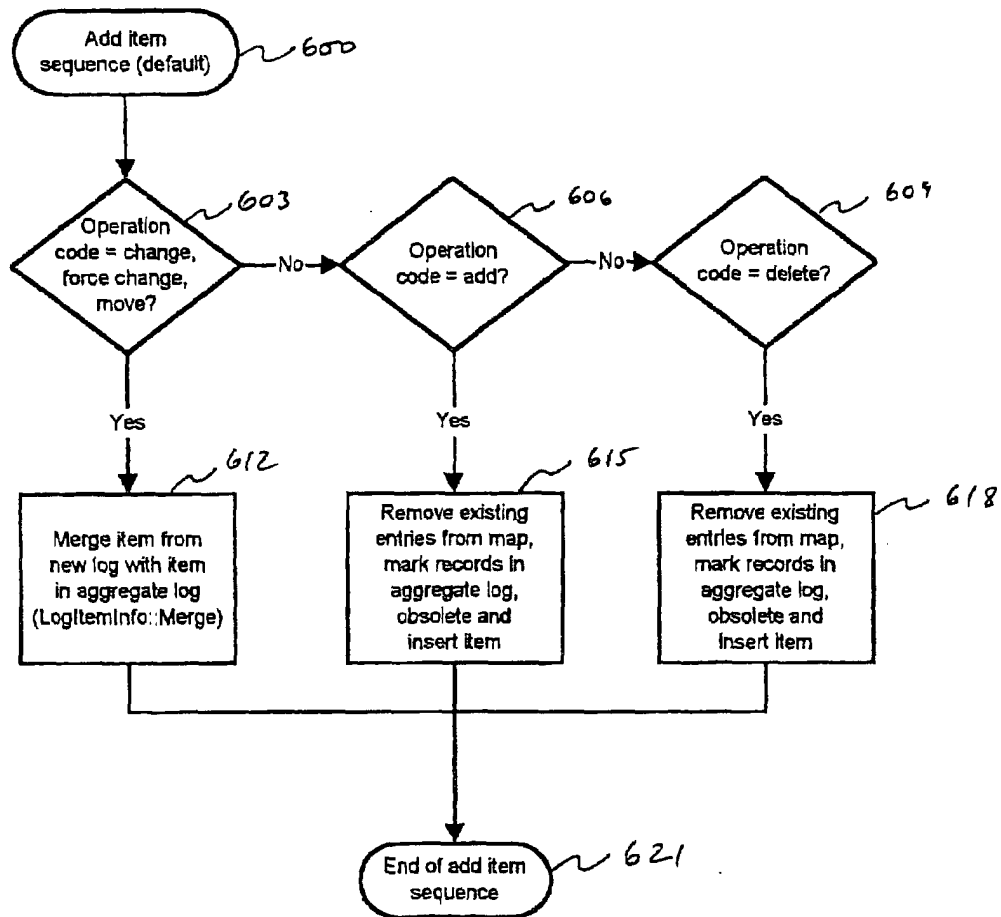 Add item
sequence (default)
600
603
606
609
Operation
code = change,
force change,
move?
No
Operation
code = add?
No
Operation
code = delete?
Yes
Yes
Yes
612
615
618
Merge item from
new log with item
in aggregate log
(LogItemInfo::Merge)
Remove existing
entries from map,
mark records in
aggregate log,
obsolete and
insert item
Remove existing
entries from map,
mark records in
aggregate log,
obsolete and
insert item
End of add item
sequence
621